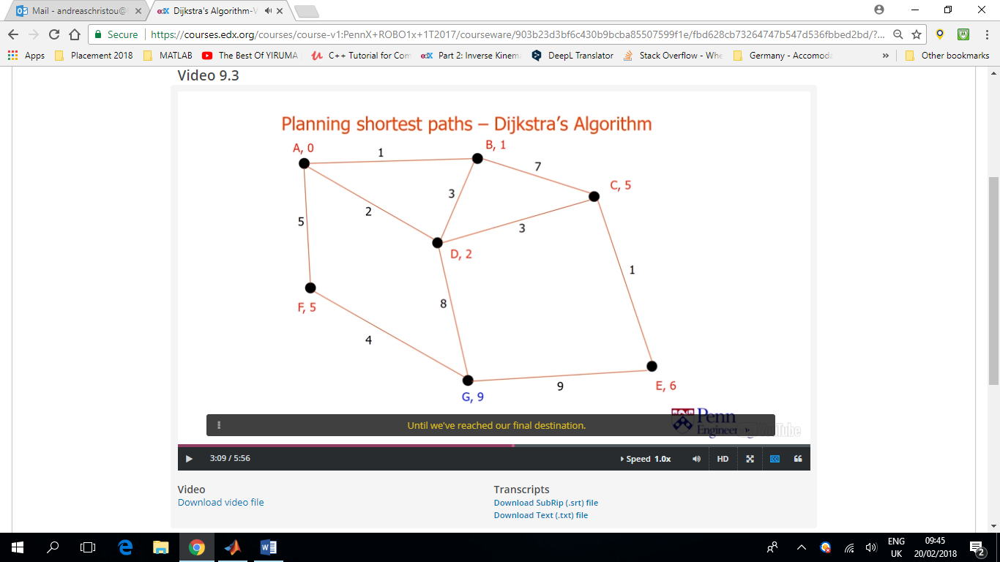 Mail - andreaschristou@
Dijkstra's Algorithm-V
Secure
https://courses.edx.org/courses/course-v1:PennX+ROBO1x+1T2017/courseware/903b23d3bf6c430b9bcba85507599f1e/fbd628cb73264747b547d536fbbed2bd/?...
Apps
Placement 2018
MATLAB
The Best Of YIRUMA
C++ Tutorial for Com
edX
Part 2: Inverse Kinem
DeepL Translator
Stack Overflow - Whe
Germany - Accomod
»
Other bookmarks
Video 9.3
Planning shortest paths – Dijkstra's Algorithm
A, 0
1
B, 1
7
C, 5
3
5
2
3
D, 2
1
8
F, 5
4
9
E, 6
G, 9
Penn
Until we've reached our final destination.
3:09 / 5:56
Speed 1.0x
HD
CC
Video
Download video file
Transcripts
Download SubRip (.srt) file
Download Text (.txt) file
ENG
UK
09:45
20/02/2018
2